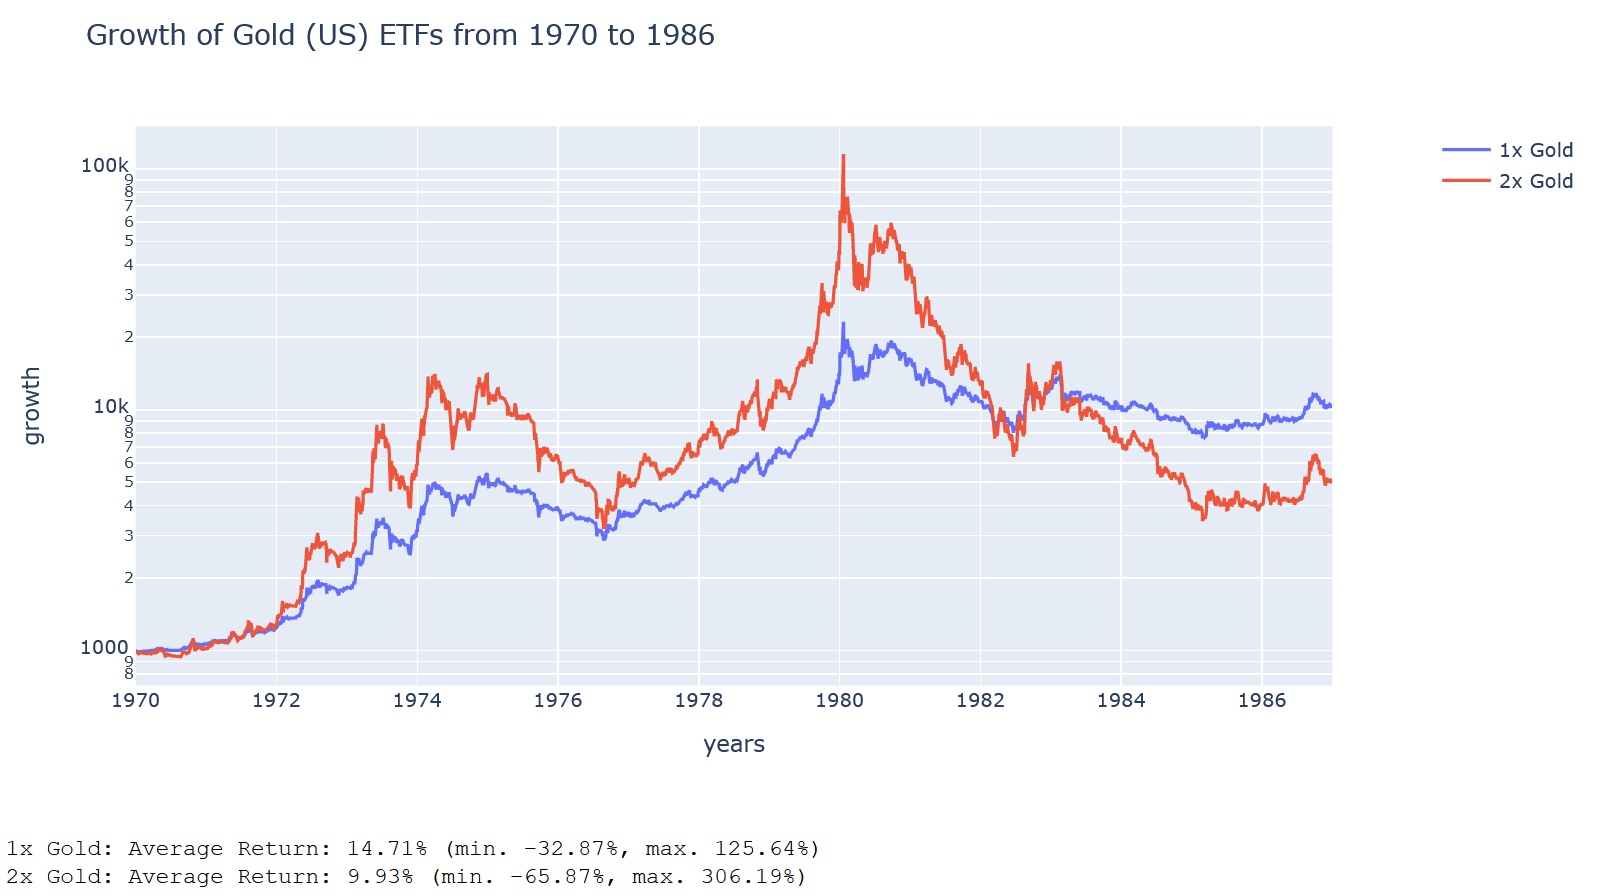 Growth of Gold (US) ETFs from 1970 to 1986
1x Gold
2x Gold
growth
100k
9
8
7
6
5
4
3
2
10k
9
8
7
6
5
4
3
2
1000
9
8
1970 1972 1974 1976 1978 1980 1982 1984 1986
years
1x Gold: Average Return: 14.71% (min. -32.87%, max. 125.64%)
2x Gold: Average Return: 9.93% (min. -65.87%, max. 306.19%)